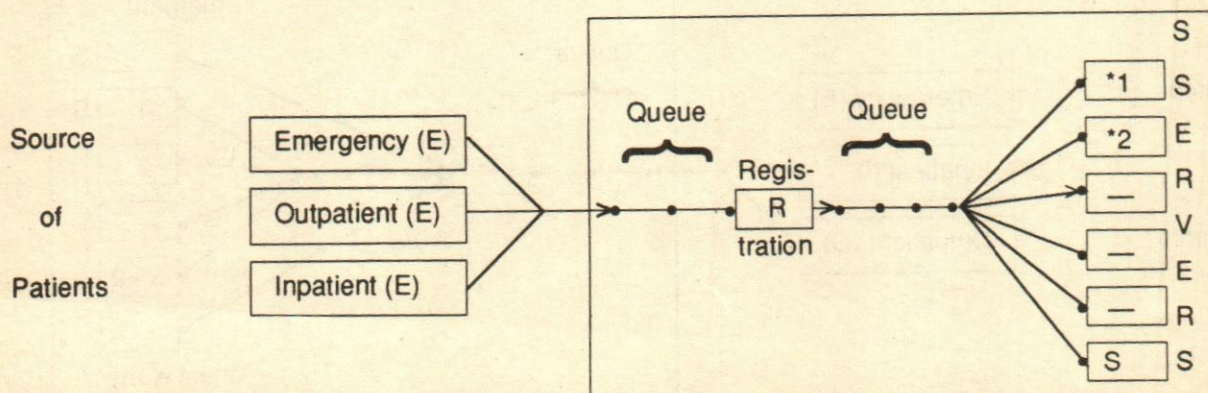 Source
of
Patients
Emergency (E)
Outpatient (E)
Inpatient (E)
Queue
Regis-
R
tration
Queue
*1
*2
—
—
—
S
S
S
E
R
V
E
R
S